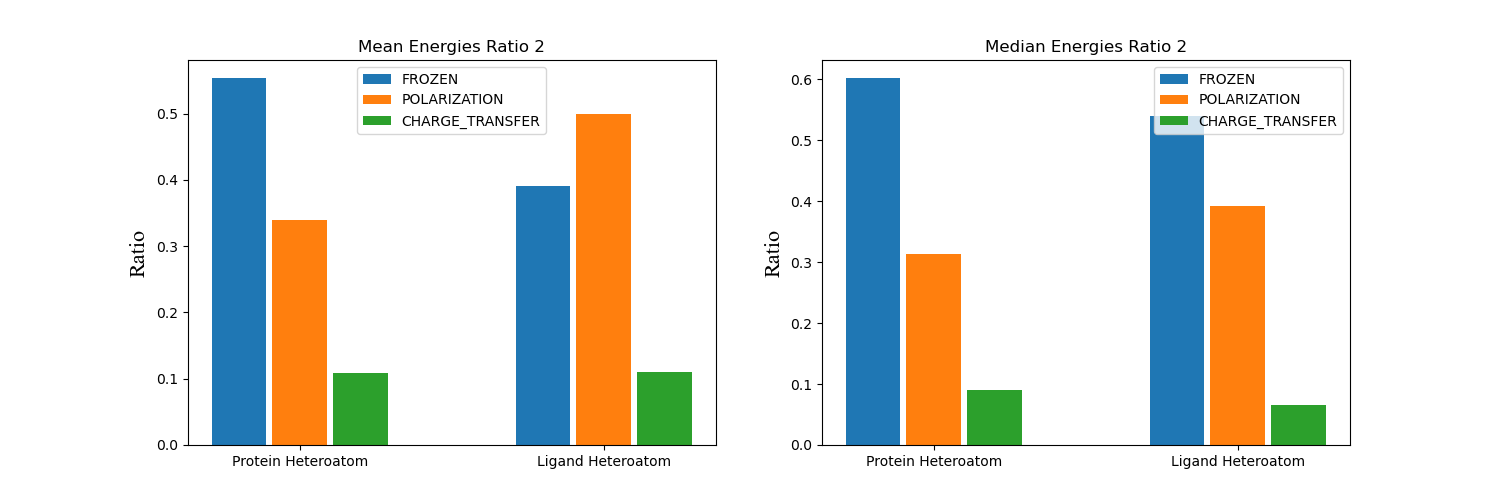 Mean Energies Ratio 2
FROZEN
POLARIZATION
CHARGE_TRANSFER
Ratio
0.5
0.4
0.3
0.2
0.1
0.0
Protein Heteroatom
Ligand Heteroatom
Median Energies Ratio 2
FROZEN
POLARIZATION
CHARGE_TRANSFER
Ratio
0.6
0.5
0.4
0.3
0.2
0.1
0.0
Protein Heteroatom
Ligand Heteroatom